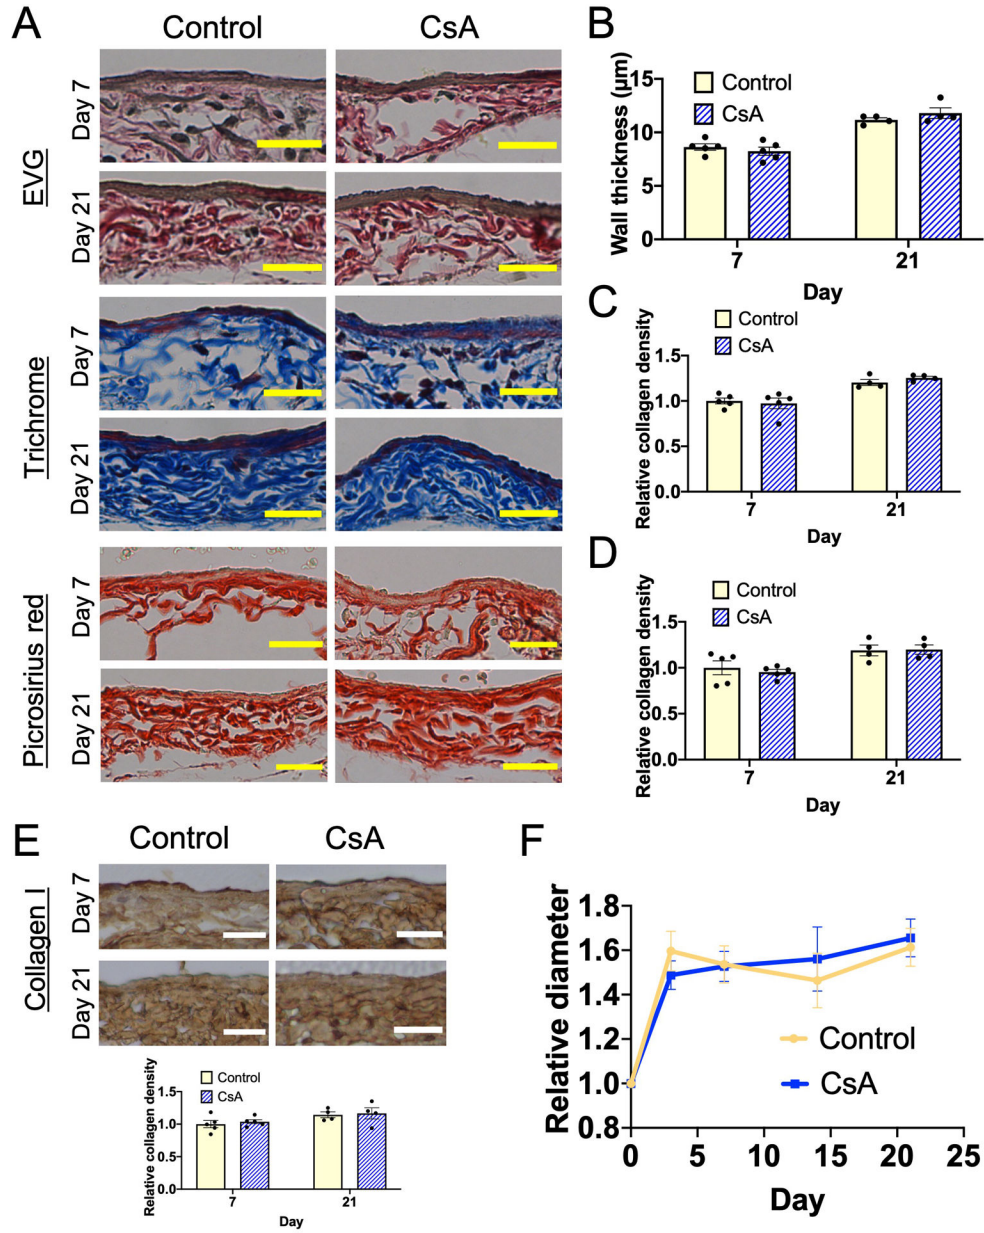 A
Control
CsA
EVG
Day 7
Day 21
Trichrome
Day 7
Day 21
Picrosirius red
Day 7
Day 21
B
Wall thickness (μm)
15
10
5
0
Control
CsA
7
21
Day
C
Relative collagen density
1.5
1.0
0.5
0.0
Control
CsA
7
21
Day
D
Relative collagen density
1.5
1.0
0.5
0.0
Control
CsA
7
21
Day
E
Control
CsA
Collagen I
Day 7
Day 21
Relative collagen density
1.5
1.0
0.5
0.0
Control
CsA
7
21
Day
F
Relative diameter
1.8
1.6
1.4
1.2
1.0
0.8
Control
CsA
0
5
10
15
20
25
Day